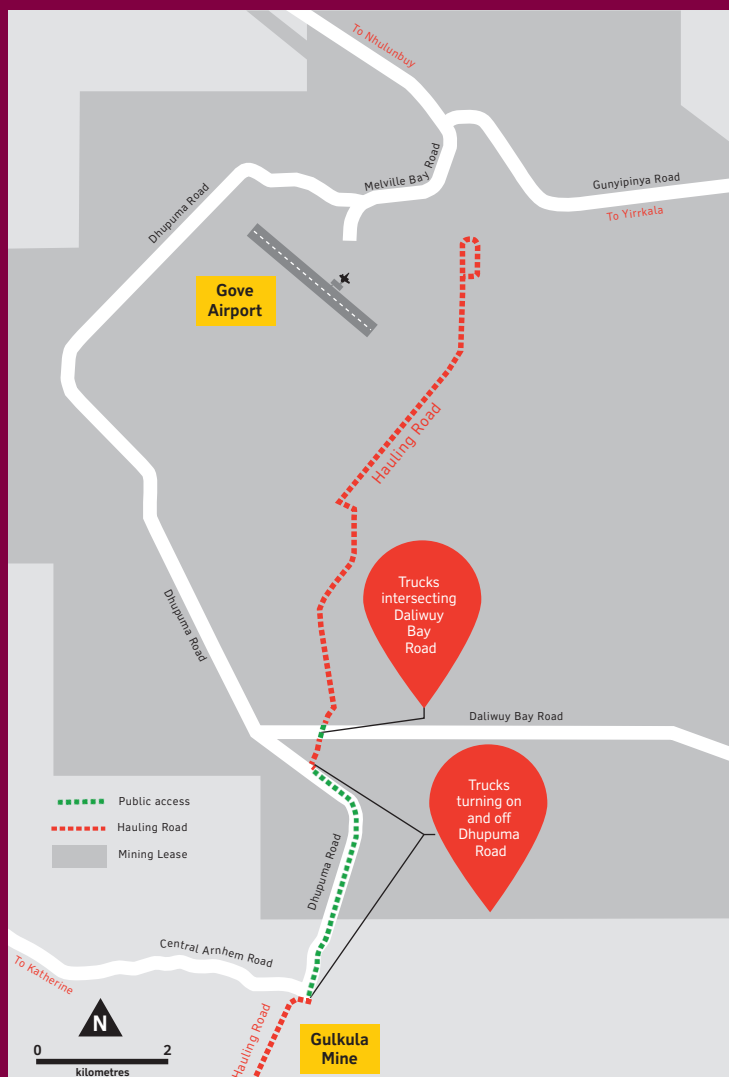 To Nhulunbuy
Melville Bay Road
Gunyipinya Road
To Yirrkala
Dhupuma Road
Gove
Airport
Hauling Road
Trucks
intersecting
Daliwuy
Bay
Road
Dhupuma Road
Daliwuy Bay Road
Trucks
turning on
and off
Dhupuma
Road
Public access
Hauling Road
Mining Lease
Dhupuma Road
Central Arnhem Road
To Katherine
N
0 2
kilometres
Hauling Road
Gulkula
Mine